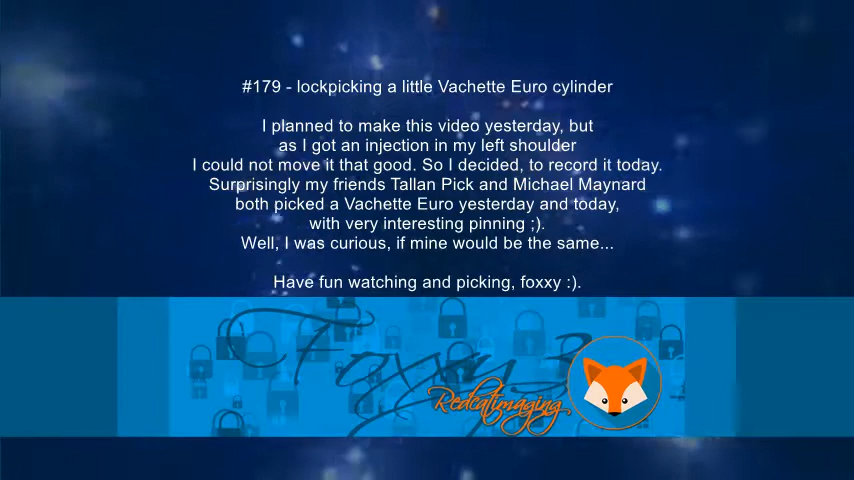 #179 - lockpicking a little Vachette Euro cylinder
I planned to make this video yesterday, but
as I got an injection in my left shoulder
I could not move it that good. So I decided, to record it today.
Surprisingly my friends Tallan Pick and Michael Maynard
both picked a Vachette Euro yesterday and today,
with very interesting pinning ;).
Well, I was curious, if mine would be the same...
Have fun watching and picking, foxxy :).
Foxxy 3
Redcatimaging